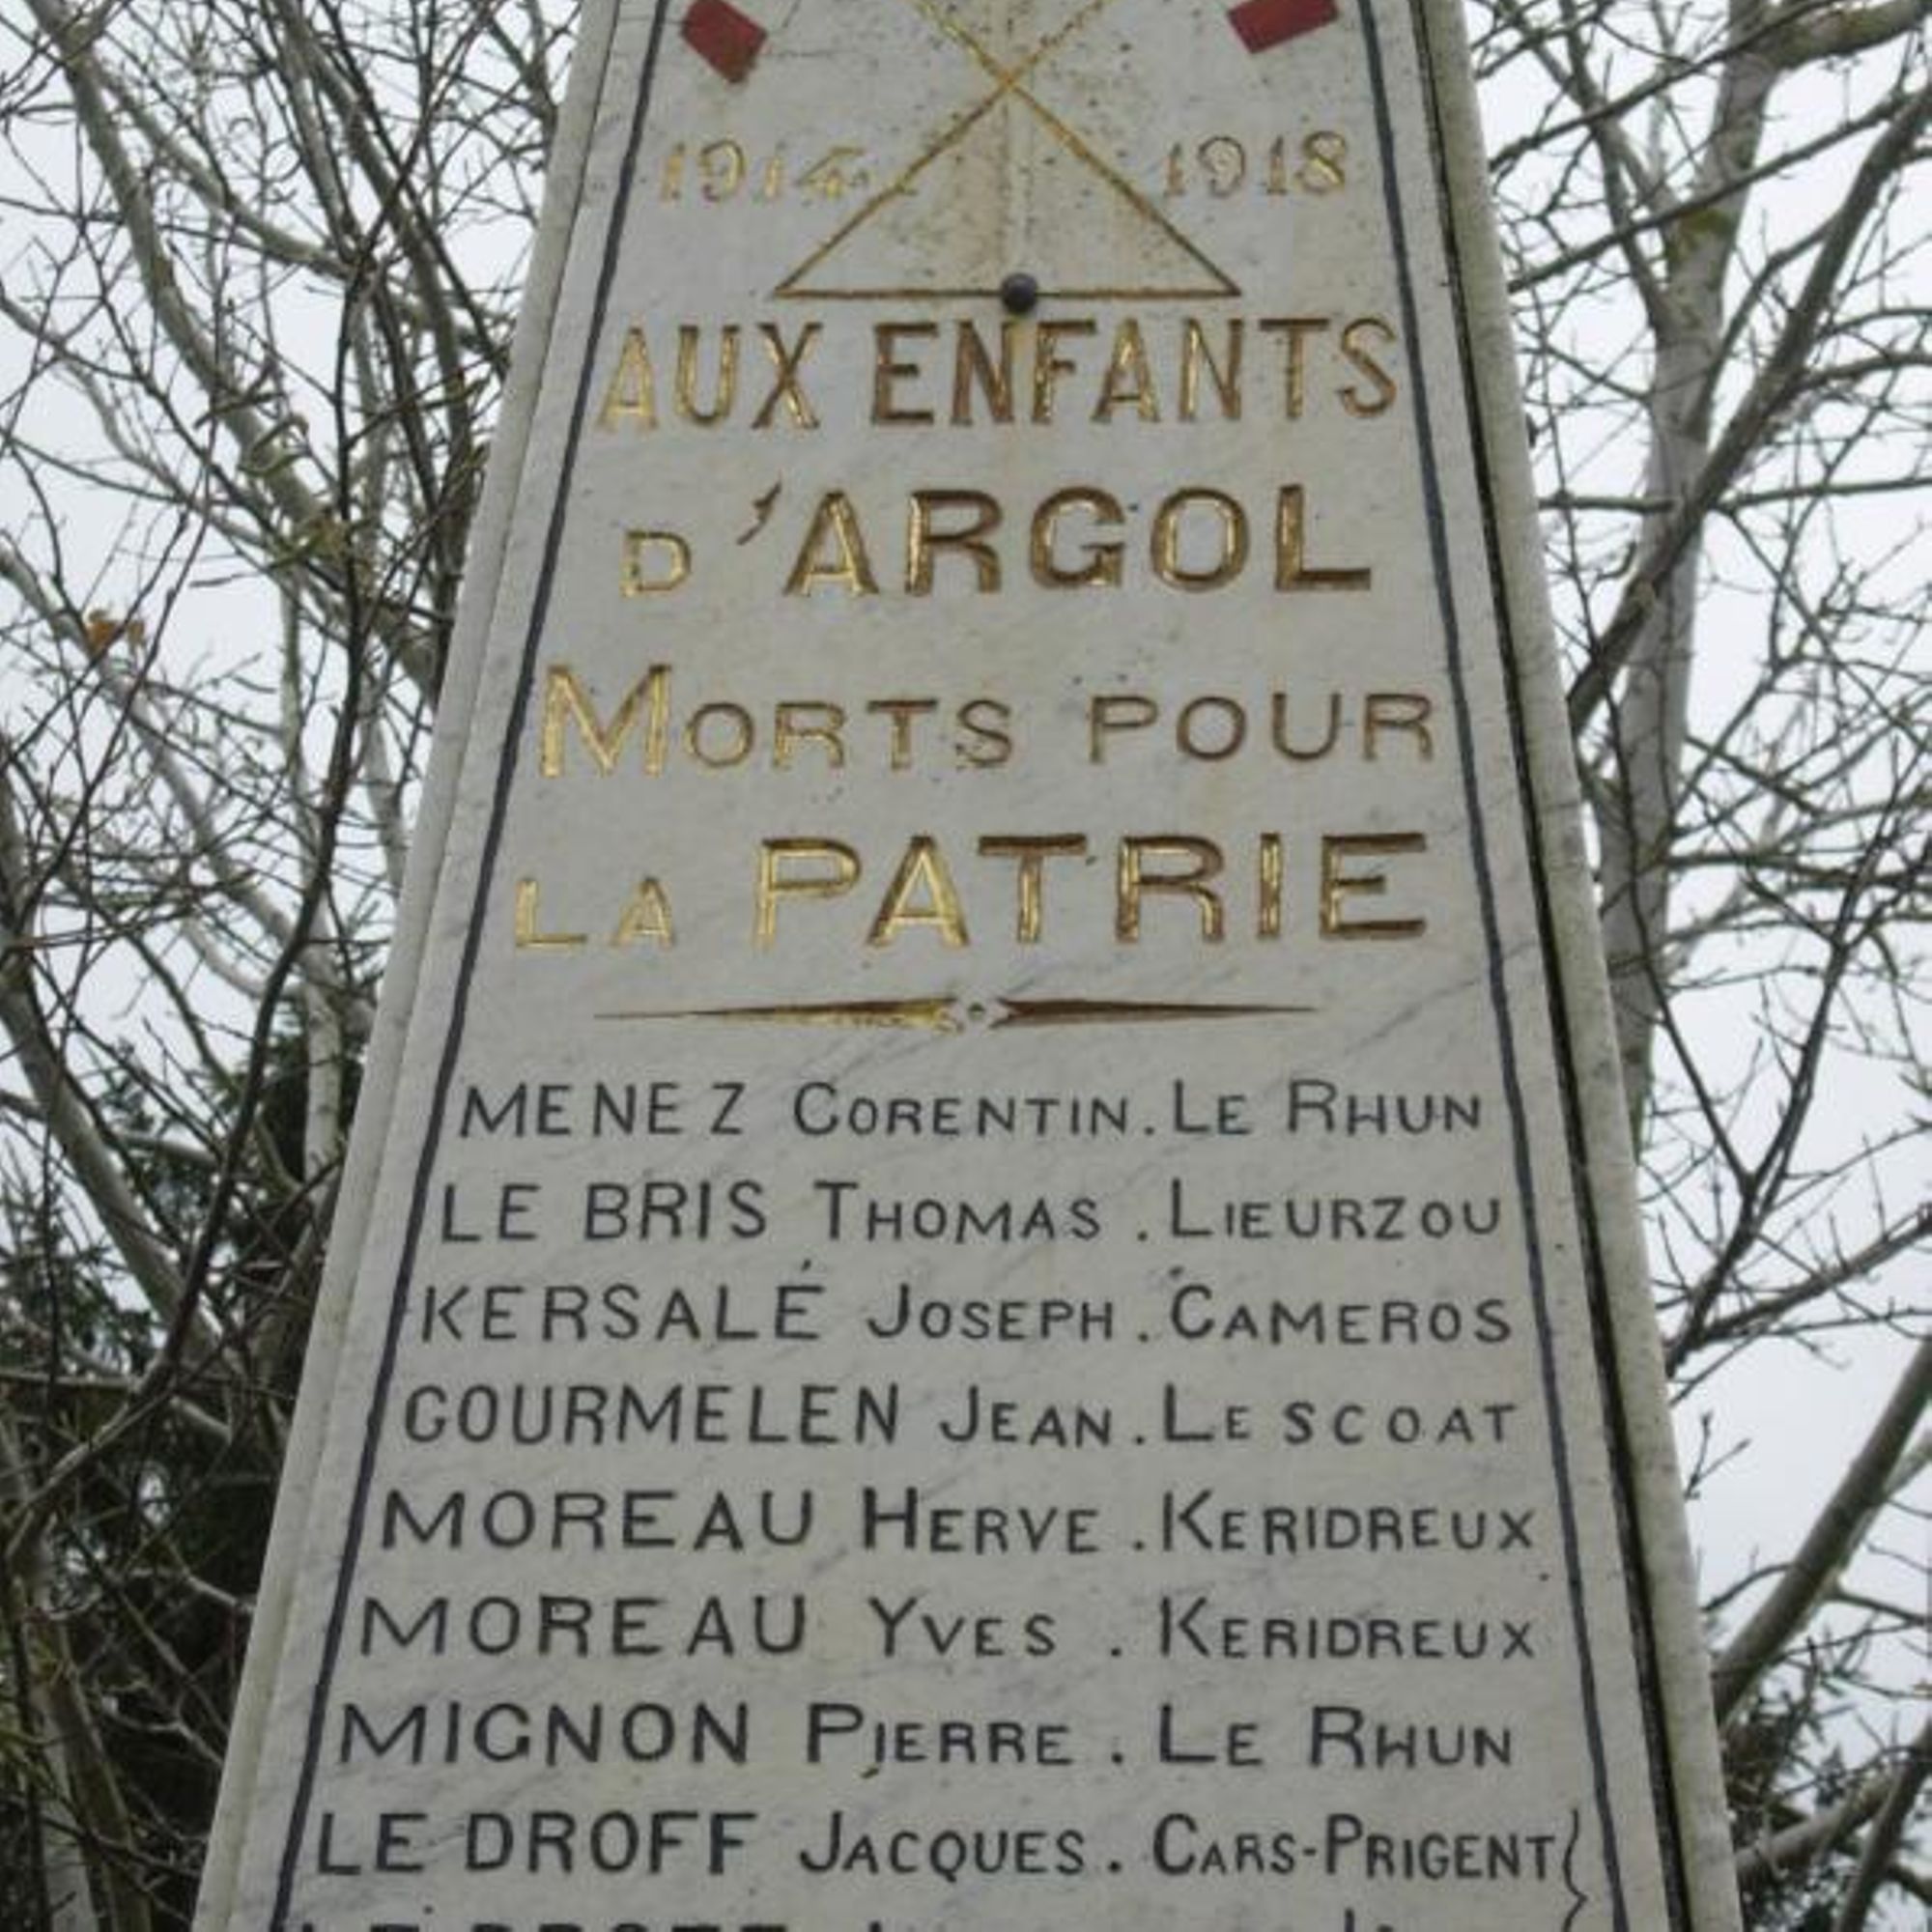 1914 1918
AUX ENFANTS
D'ARGOL
MORTS POUR
LA PATRIE
MENEZ CORENTIN. LE RHUN
LE BRIS THOMAS. LIEURZOU
KERSALÉ JOSEPH. CAMEROS
GOURMELEN JEAN. LE SCOAT
MOREAU HERVE. KERIDREUX
MOREAU YVES. KERIDREUX
MIGNON PIERRE. LE RHUN
LE DROFF JACQUES. CARS-PRIGENT